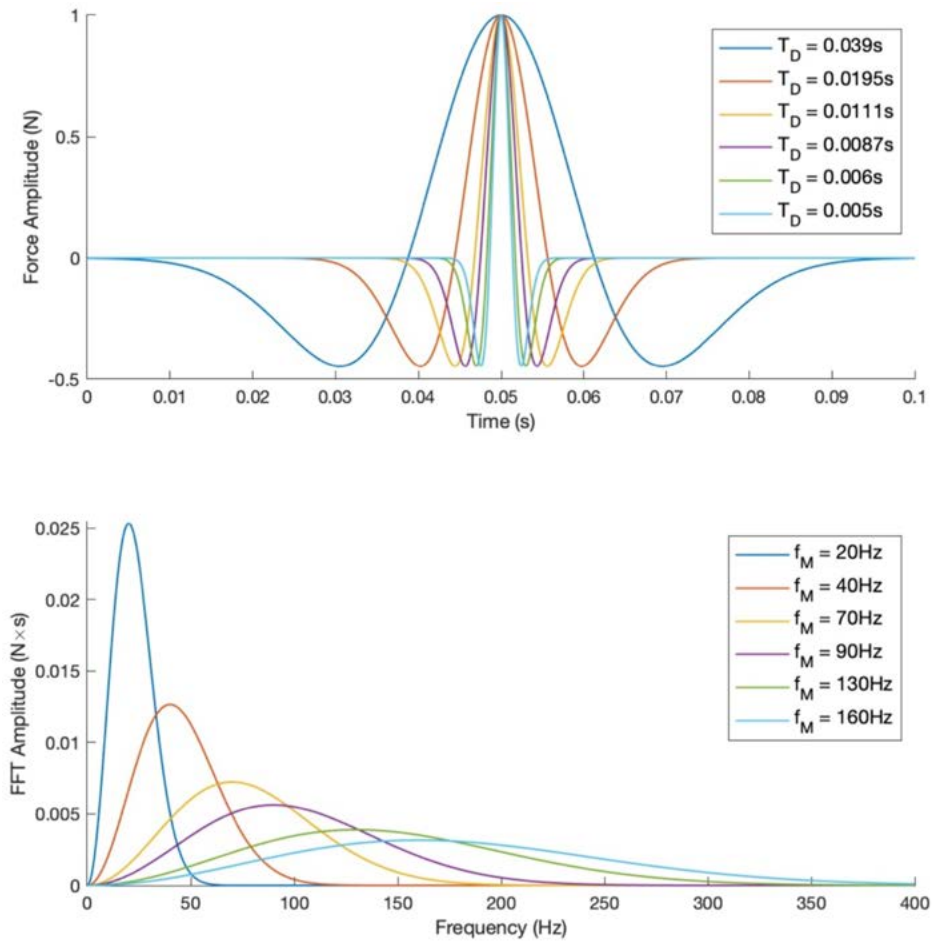 1
0.5
0
-0.5
Force Amplitude (N)
0 0.01 0.02 0.03 0.04 0.05 0.06 0.07 0.08 0.09 0.1
Time (s)
T_D = 0.039s
T_D = 0.0195s
T_D = 0.0111s
T_D = 0.0087s
T_D = 0.006s
T_D = 0.005s
0.025
0.02
0.015
0.01
0.005
0
FFT Amplitude (N×s)
0 50 100 150 200 250 300 350 400
Frequency (Hz)
f_M = 20Hz
f_M = 40Hz
f_M = 70Hz
f_M = 90Hz
f_M = 130Hz
f_M = 160Hz